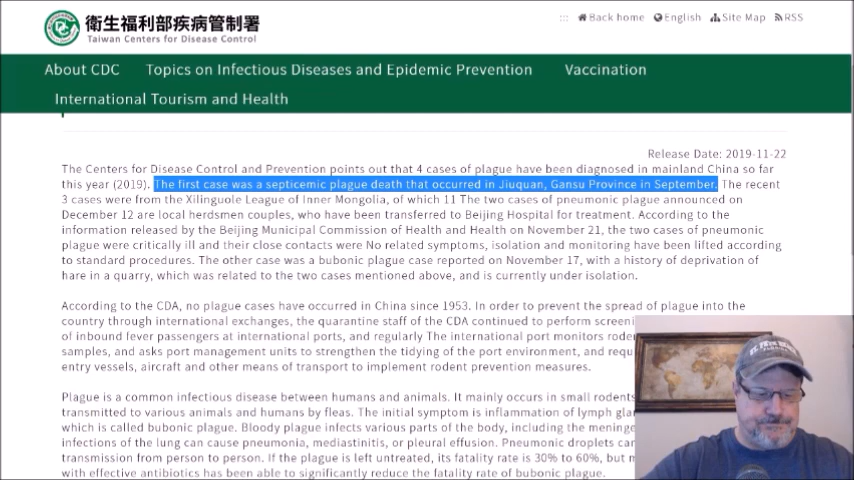 衛生福利部疾病管制署
Taiwan Centers for Disease Control
::: Back home English Site Map RSS
About CDC Topics on Infectious Diseases and Epidemic Prevention Vaccination
International Tourism and Health
Release Date: 2019-11-22
The Centers for Disease Control and Prevention points out that 4 cases of plague have been diagnosed in mainland China so far
this year (2019). The first case was a septicemic plague death that occurred in Jiuquan, Gansu Province in September. The recent
3 cases were from the Xilinguole League of Inner Mongolia, of which 11 The two cases of pneumonic plague announced on
December 12 are local herdsmen couples, who have been transferred to Beijing Hospital for treatment. According to the
information released by the Beijing Municipal Commission of Health and Health on November 21, the two cases of pneumonic
plague were critically ill and their close contacts were No related symptoms, isolation and monitoring have been lifted according
to standard procedures. The other case was a bubonic plague case reported on November 17, with a history of deprivation of
hare in a quarry, which was related to the two cases mentioned above, and is currently under isolation.
According to the CDA, no plague cases have occurred in China since 1953. In order to prevent the spread of plague into the
country through international exchanges, the quarantine staff of the CDA continued to perform
of inbound fever passengers at international ports, and regularly The international port monitors
samples, and asks port management units to strengthen the tidying of the port environment, and
entry vessels, aircraft and other means of transport to implement rodent prevention measures.
Plague is a common infectious disease between humans and animals. It mainly occurs in small rodents
transmitted to various animals and humans by fleas. The initial symptom is inflammation of lymph
which is called bubonic plague. Bloody plague infects various parts of the body, including the
infections of the lung can cause pneumonia, mediastinitis, or pleural effusion. Pneumonic droplets
transmission from person to person. If the plague is left untreated, its fatality rate is 30% to 60%, but
with effective antibiotics has been able to significantly reduce the fatality rate of bubonic plague.